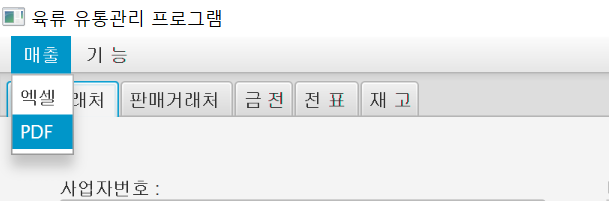 육류 유통관리 프로그램
매출 기 능
엑셀 래처 판매거래처 금 전 전 표 재 고
PDF
사업자번호 :